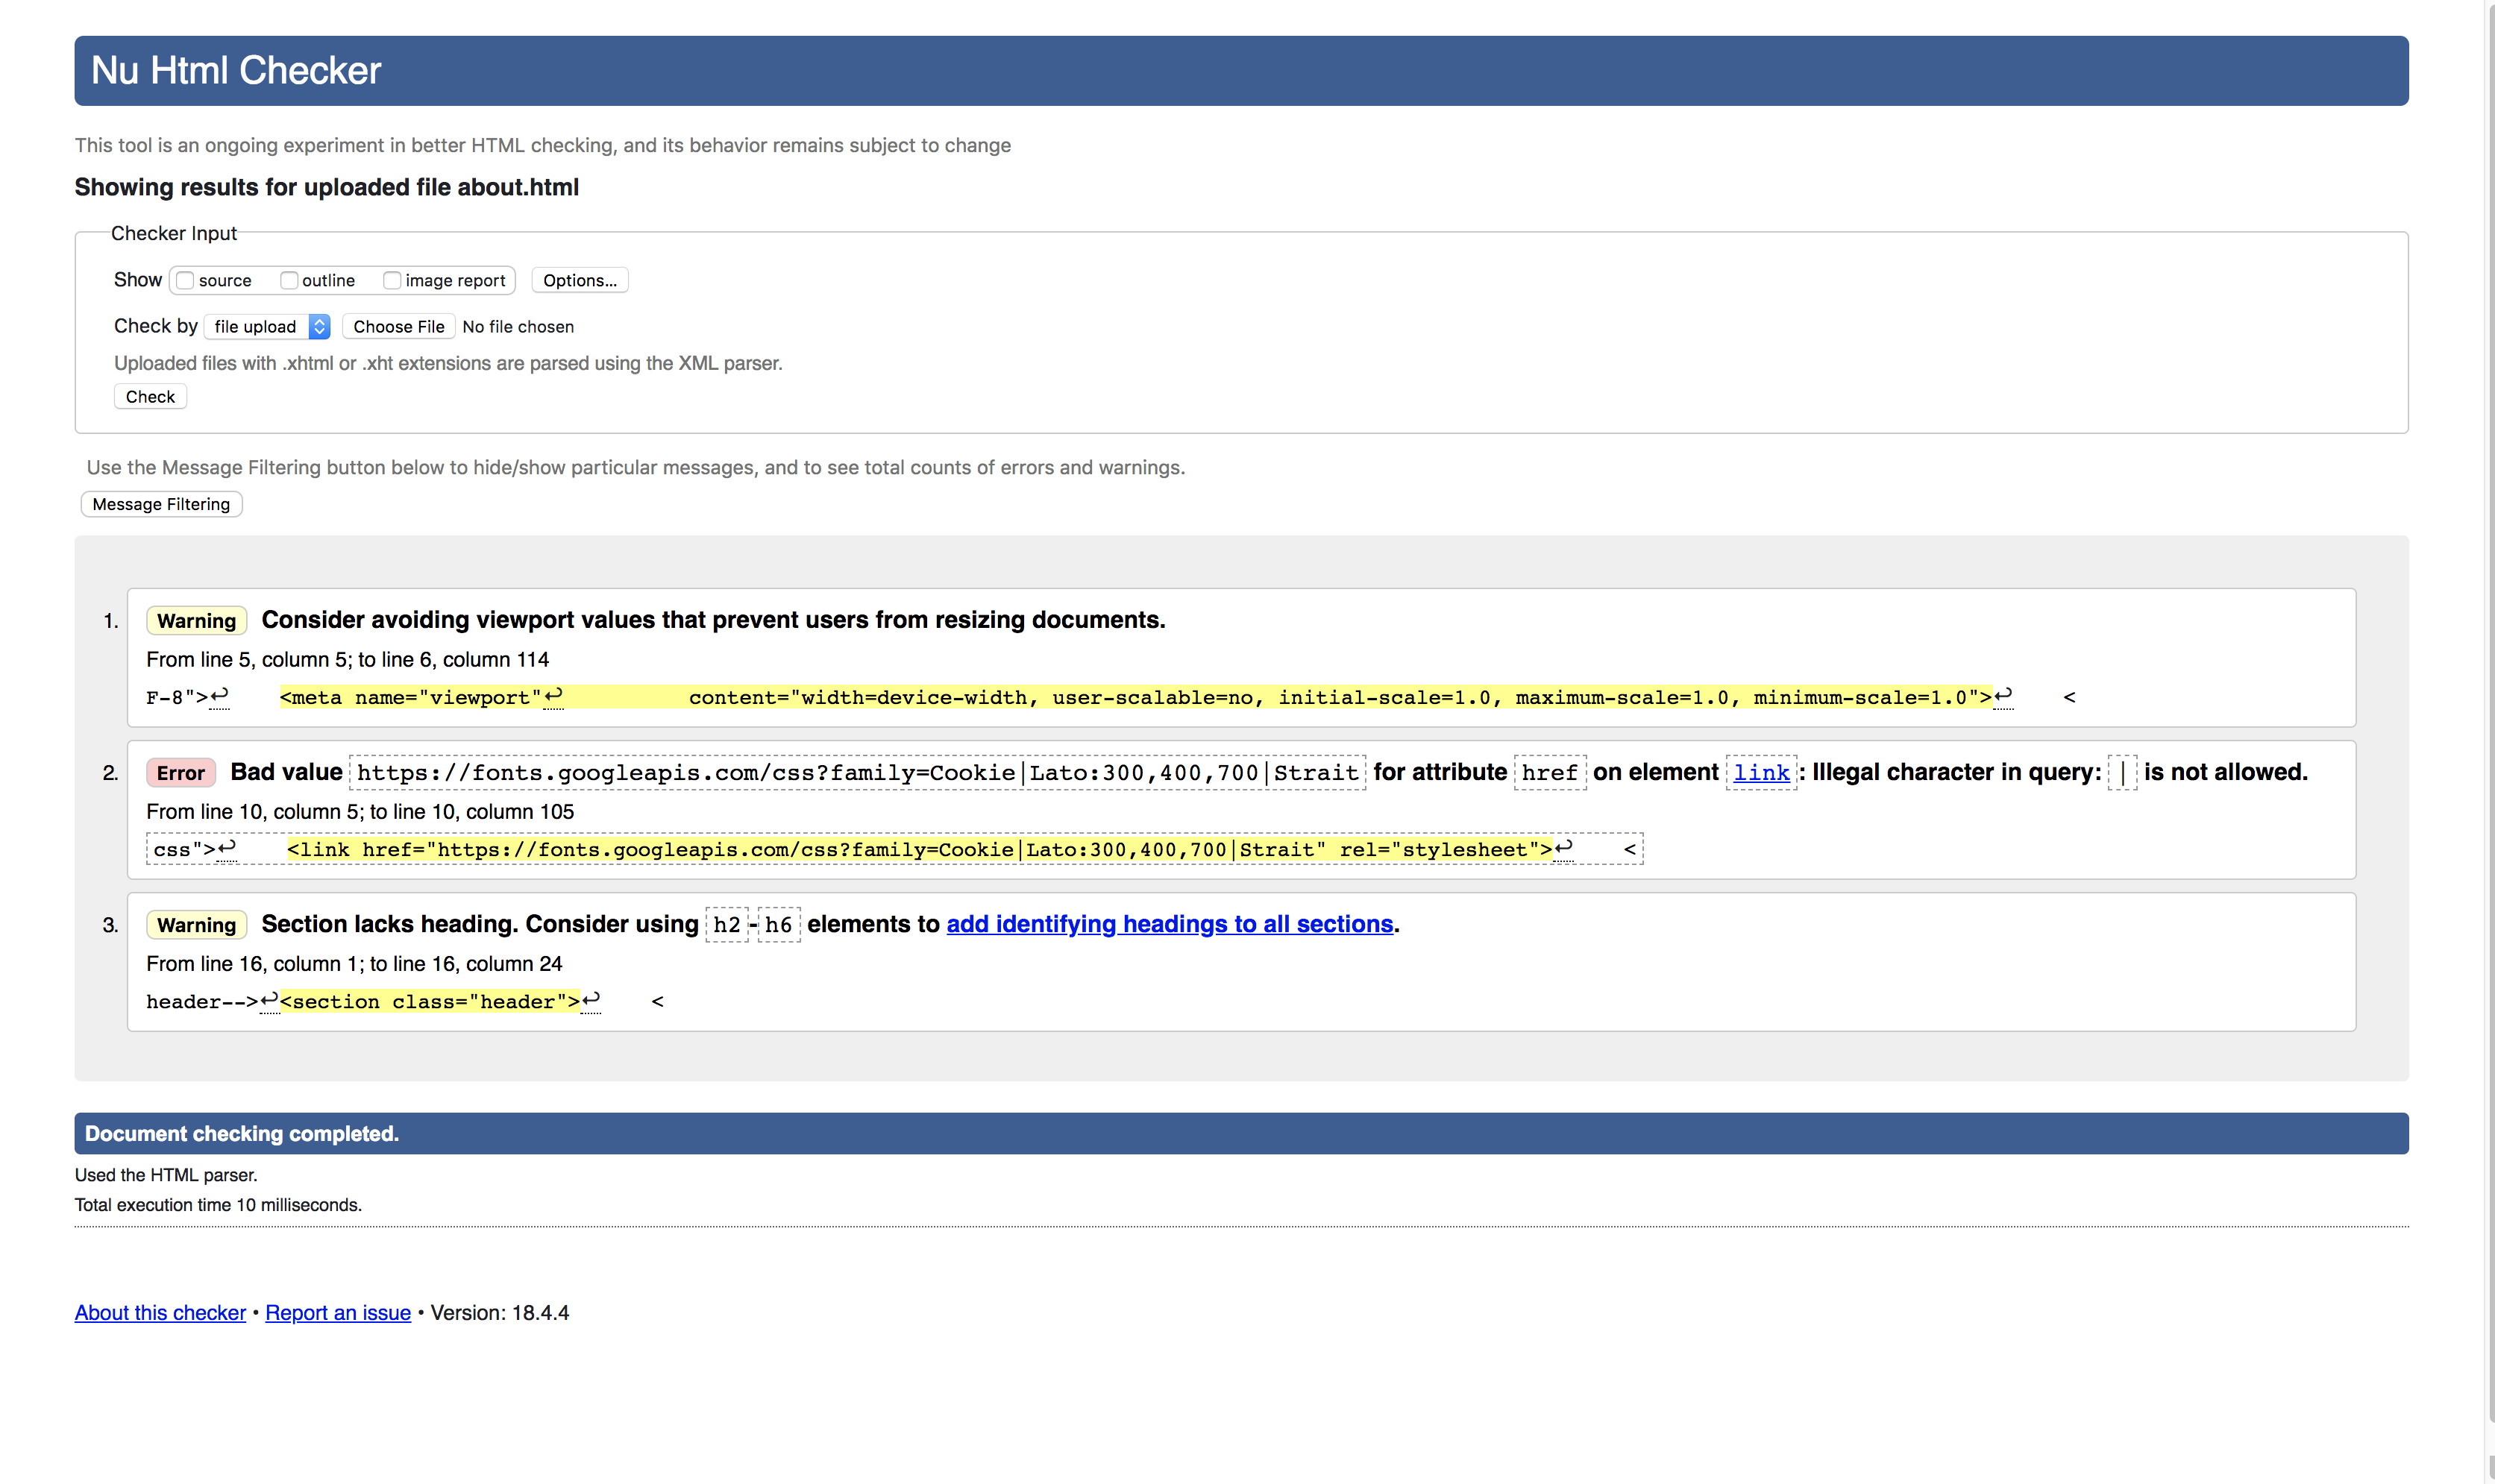 Nu Html Checker
This tool is an ongoing experiment in better HTML checking, and its behavior remains subject to change
Showing results for uploaded file about.html
Checker Input
Show source outline image report Options...
Check by file upload Choose File No file chosen
Uploaded files with .xhtml or .xht extensions are parsed using the XML parser.
Check
Use the Message Filtering button below to hide/show particular messages, and to see total counts of errors and warnings.
Message Filtering
1. Warning Consider avoiding viewport values that prevent users from resizing documents.
From line 5, column 5; to line 6, column 114
F-8">↩ <meta name="viewport"↩ content="width=device-width, user-scalable=no, initial-scale=1.0, maximum-scale=1.0, minimum-scale=1.0">↩ <
2. Error Bad value https://fonts.googleapis.com/css?family=Cookie|Lato:300,400,700|Strait for attribute href on element link: Illegal character in query: | is not allowed.
From line 10, column 5; to line 10, column 105
css">↩ <link href="https://fonts.googleapis.com/css?family=Cookie|Lato:300,400,700|Strait" rel="stylesheet">↩ <
3. Warning Section lacks heading. Consider using h2-h6 elements to add identifying headings to all sections.
From line 16, column 1; to line 16, column 24
header-->↩<section class="header">↩ <
Document checking completed.
Used the HTML parser.
Total execution time 10 milliseconds.
About this checker • Report an issue • Version: 18.4.4